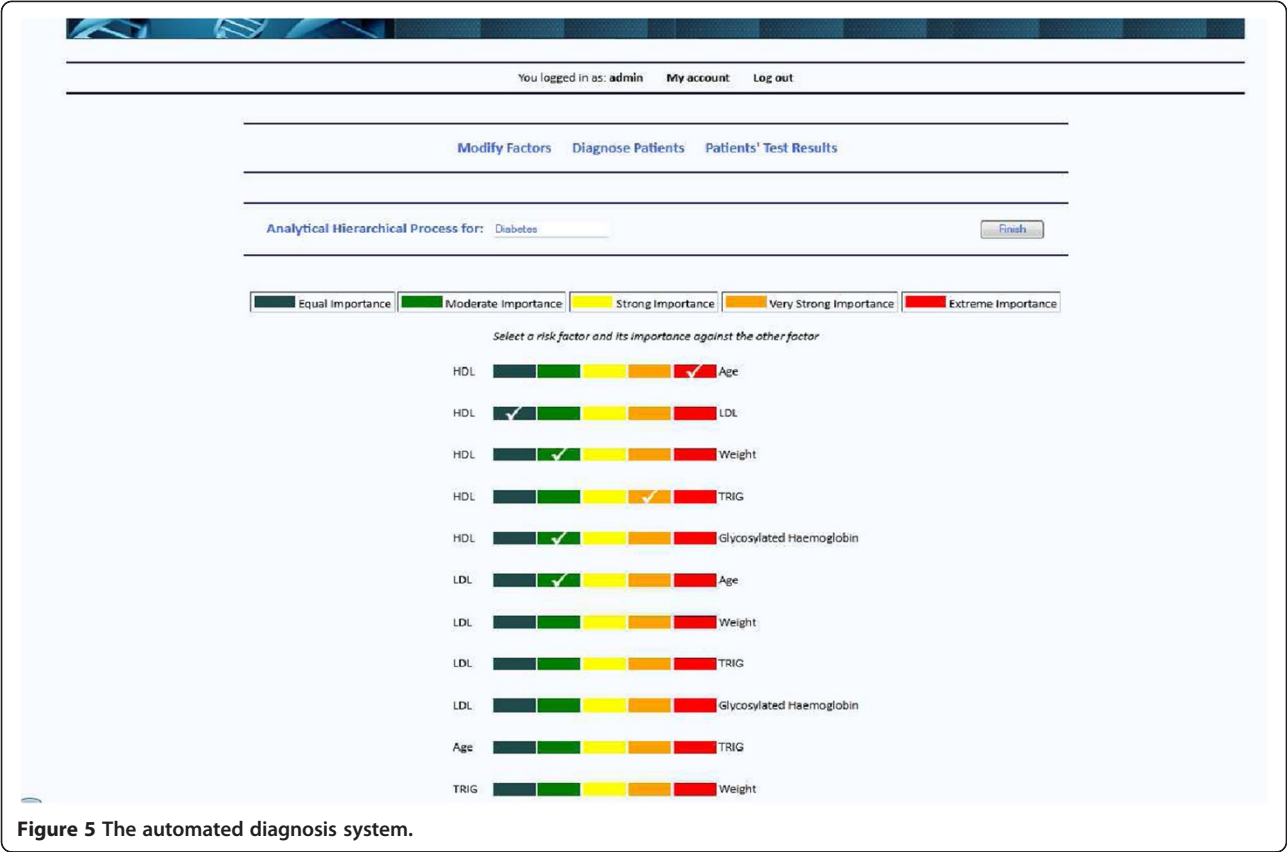 You logged in as: admin My account Log out
Modify Factors Diagnose Patients Patients' Test Results
Analytical Hierarchical Process for: Diabetes Finish
Equal Importance Moderate Importance Strong Importance Very Strong Importance Extreme Importance
Select a risk factor and its importance against the other factor
HDL Age
HDL LDL
HDL Weight
HDL TRIG
HDL Glycosylated Haemoglobin
LDL Age
LDL Weight
LDL TRIG
LDL Glycosylated Haemoglobin
Age TRIG
TRIG Weight
Figure 5 The automated diagnosis system.